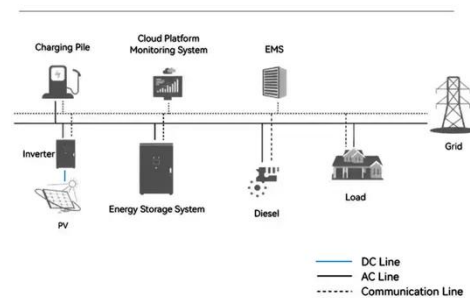 Charging Pile
Cloud Platform
Monitoring System
EMS
Grid
Inverter
PV
Energy Storage System
Diesel
Load
DC Line
AC Line
Communication Line